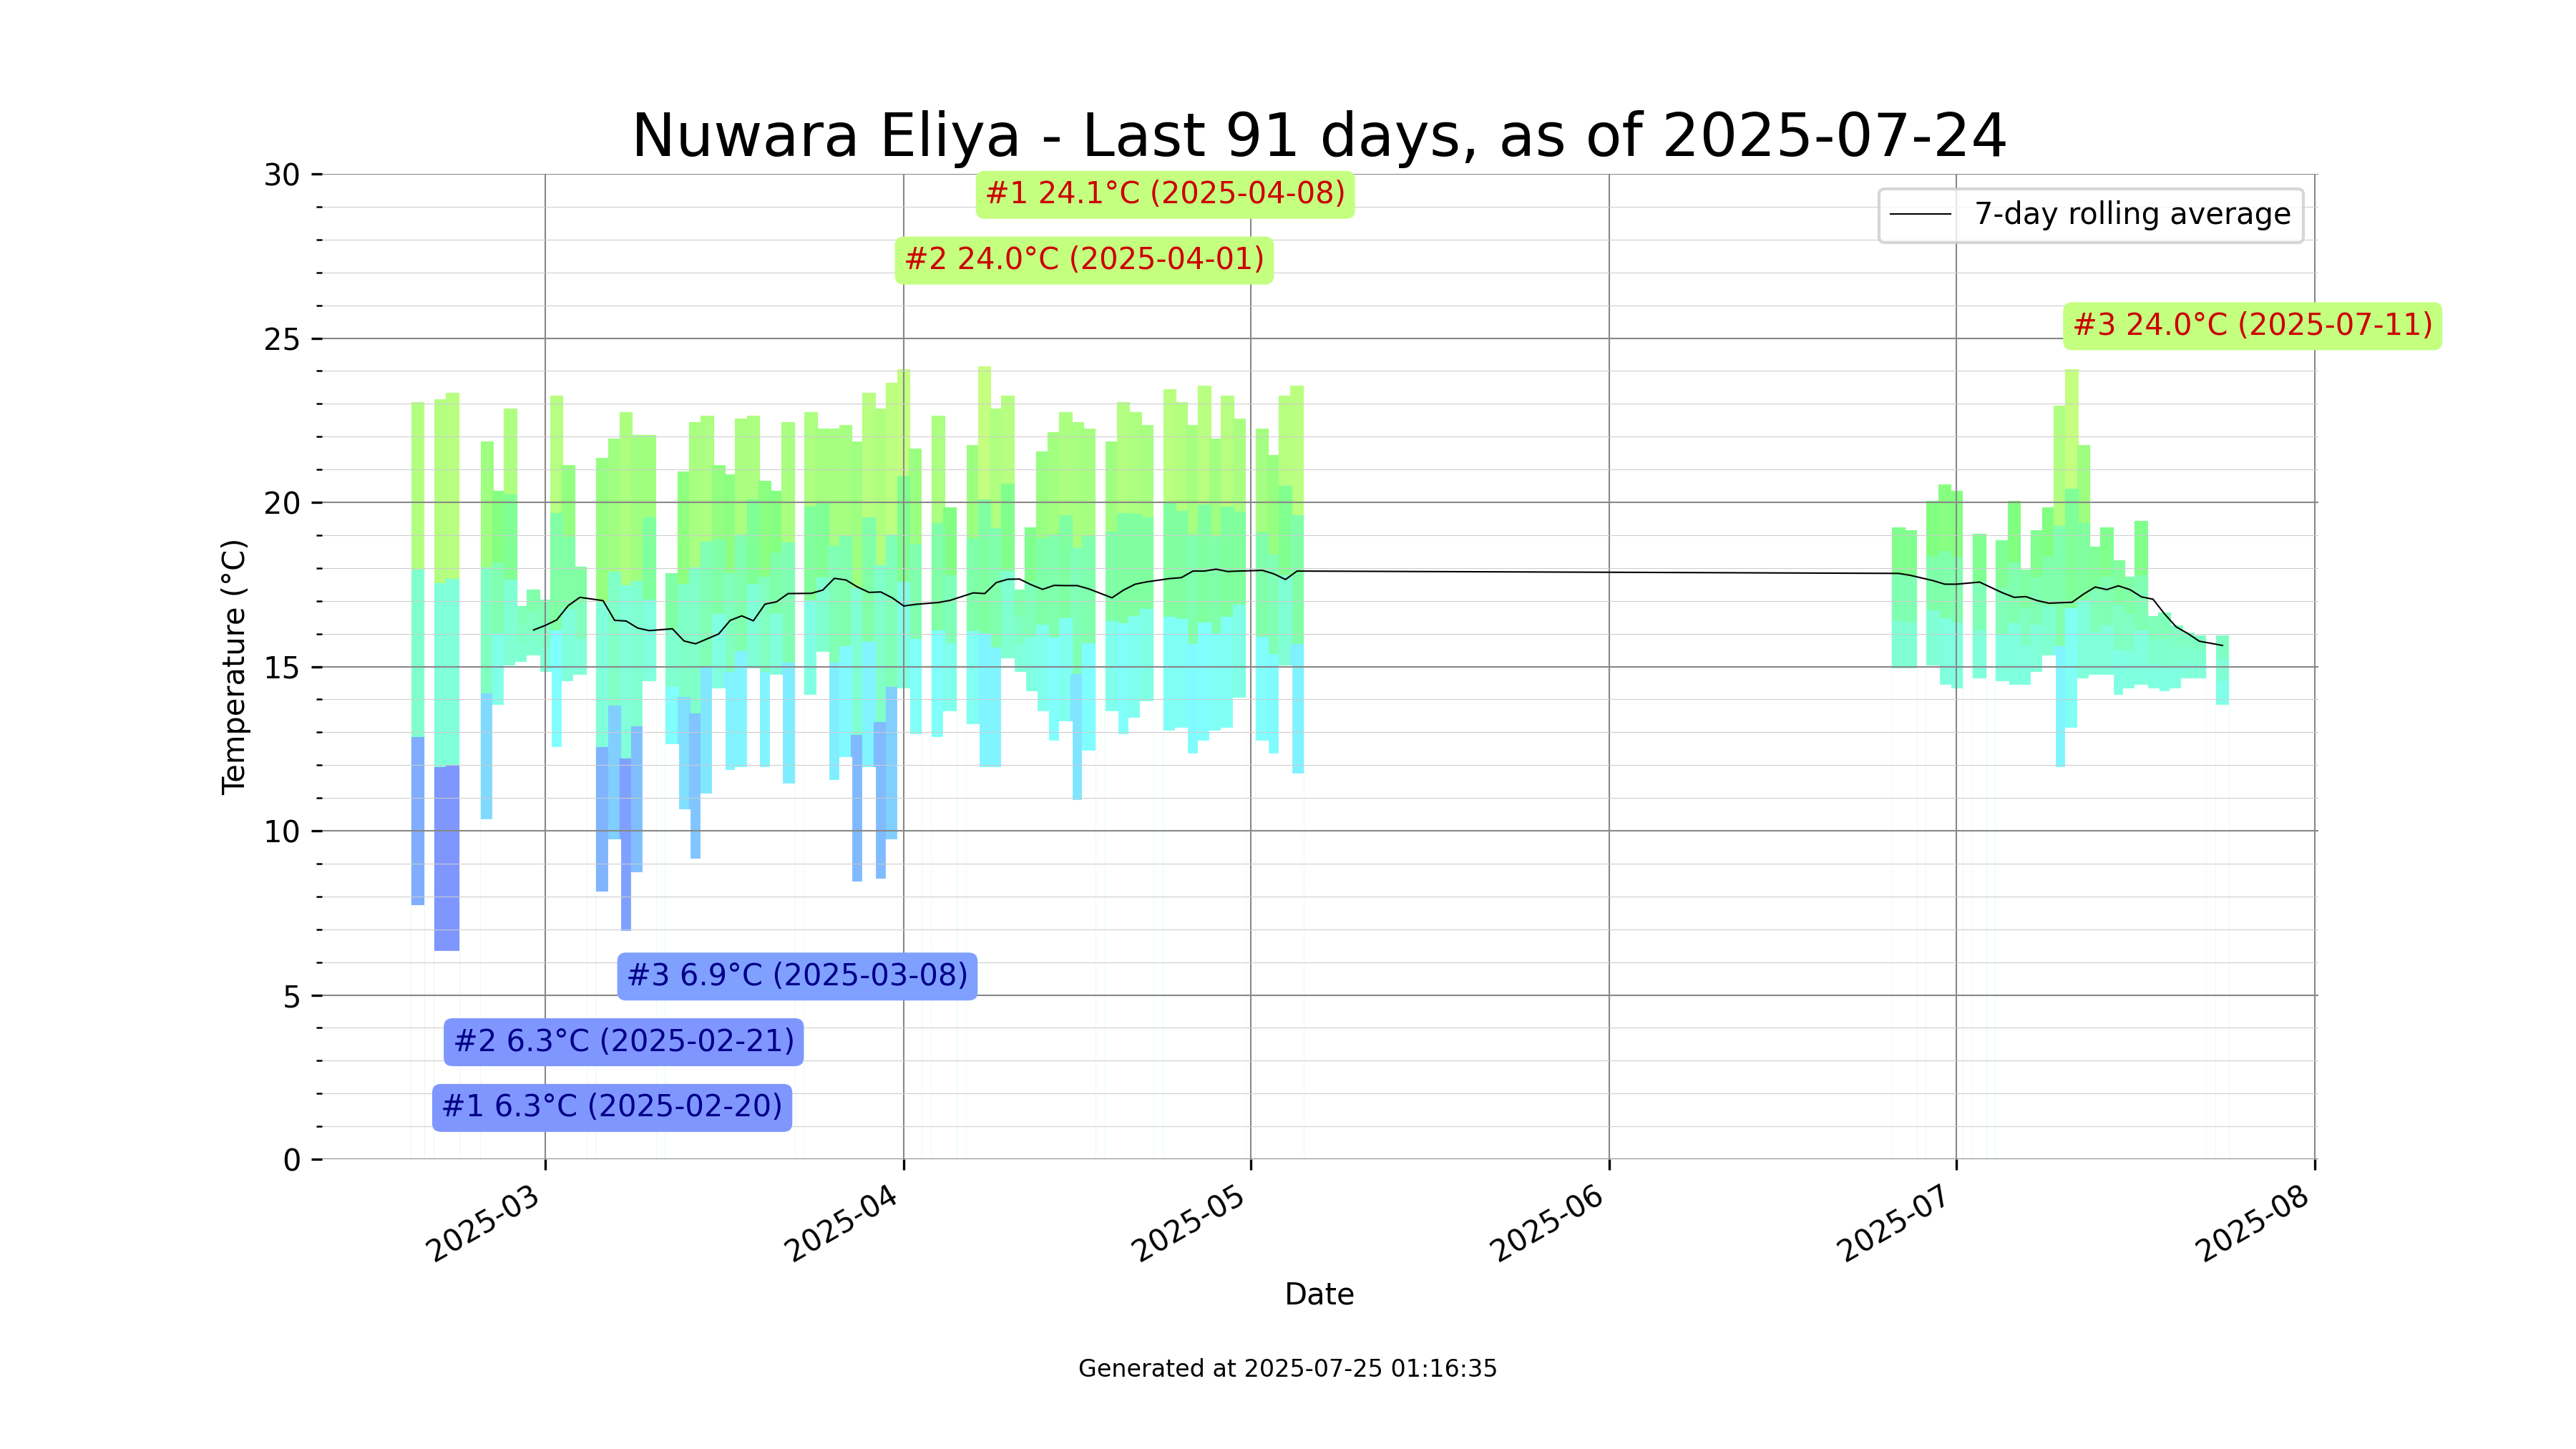 Nuwara Eliya - Last 91 days, as of 2025-07-24
30
25
20
15
10
5
0
Temperature (°C)
#1 24.1°C (2025-04-08)
#2 24.0°C (2025-04-01)
#3 24.0°C (2025-07-11)
7-day rolling average
#3 6.9°C (2025-03-08)
#2 6.3°C (2025-02-21)
#1 6.3°C (2025-02-20)
2025-03
2025-04
2025-05
2025-06
2025-07
2025-08
Date
Generated at 2025-07-25 01:16:35